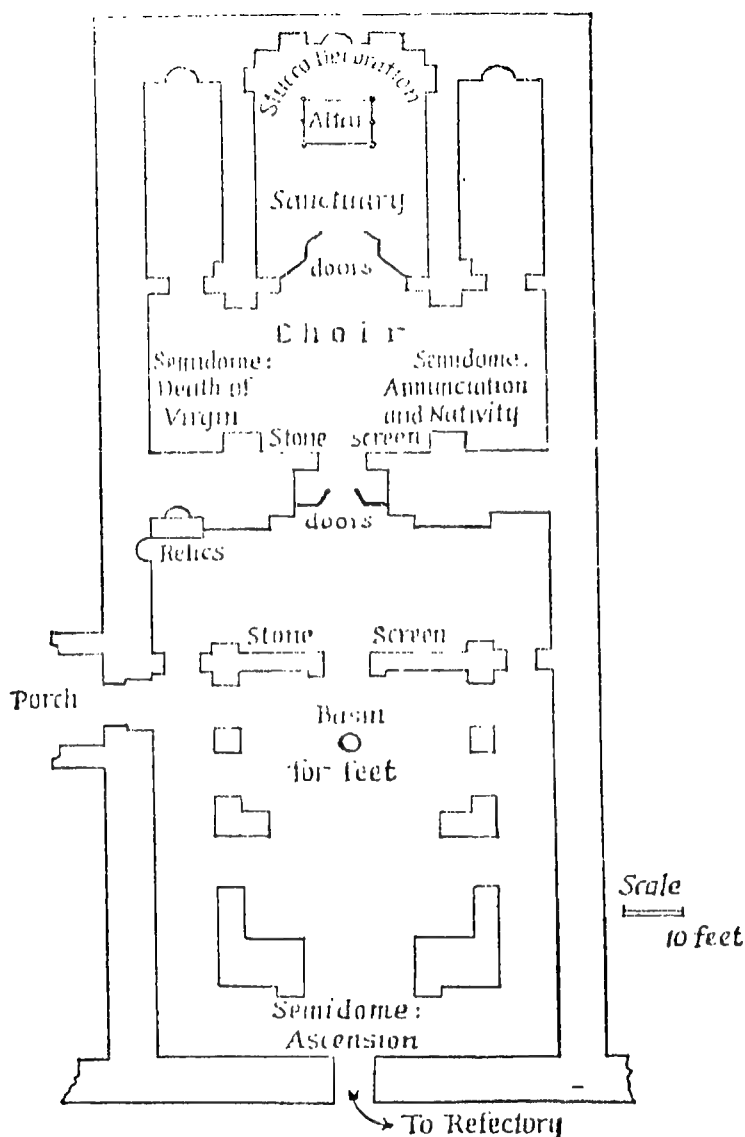 Stucco Decoration
Altar
Sanctuary
doors
Choir
Semidome:
Death of
Virgin
Semidome:
Annunciation
and Nativity
Stone Screen
doors
Relics
Stone Screen
Porch
Basin
for feet
Scale
10 feet
Semidome:
Ascension
To Refectory